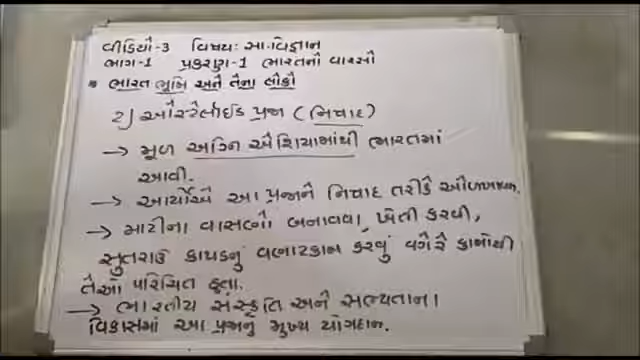 વીડિયો-3 વિષય: સા.વિજ્ઞાન
ભાગ-1 પ્રકરણ-1 ભારતનો વારસો
* ભારત ભૂમિ અને તેના લોકો
2) ઑસ્ટ્રેલૉઇડ પ્રજા (નિષાદ)
→ મૂળ અગ્નિ એશિયામાંથી ભારતમાં
આવી.
→ આર્યોએ આ પ્રજાને નિષાદ તરીકે ઓળખાવી.
→ માટીના વાસણો બનાવવા, ખેતી કરવી,
સુતરાઉ કાપડનું વણાટકામ કરવું વગેરે કામોથી
તેઓ પરિચિત હતા.
→ ભારતીય સંસ્કૃતિ અને સભ્યતાના
વિકાસમાં આ પ્રજાનું મુખ્ય યોગદાન.